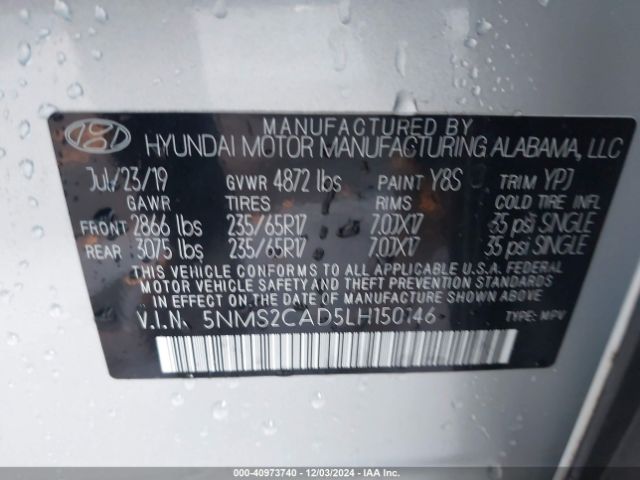 MANUFACTURED BY
HYUNDAI MOTOR MANUFACTURING ALABAMA, LLC
Jul/23/19 GVWR 4872 lbs PAINT Y8S TRIM YPJ
GAWR TIRES RIMS COLD TIRE INFL
FRONT 2866 lbs 235/65R17 7.0JX17 35 psi SINGLE
REAR 3075 lbs 235/65R17 7.0JX17 35 psi SINGLE
THIS VEHICLE CONFORMS TO ALL APPLICABLE U.S.A. FEDERAL
MOTOR VEHICLE SAFETY AND THEFT PREVENTION STANDARDS IN
EFFECT ON THE DATE OF MANUFACTURE SHOWN ABOVE.
V.I.N. 5NMS2CAD5LH150146 TYPE: MPV
000-40973740 - 12/03/2024 - IAAI.COM